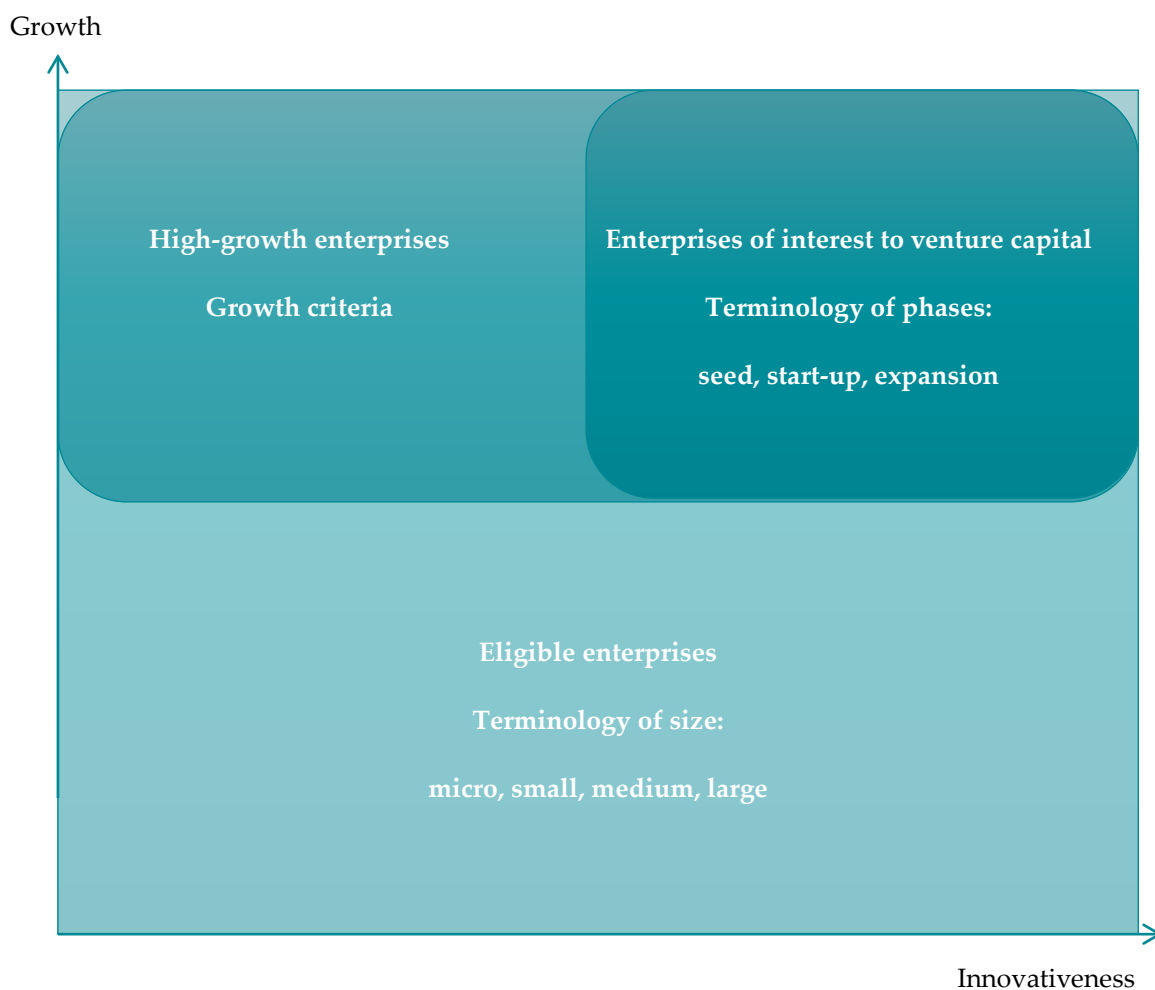 Growth
High-growth enterprises
Growth criteria
Enterprises of interest to venture capital
Terminology of phases:
seed, start-up, expansion
Eligible enterprises
Terminology of size:
micro, small, medium, large
Innovativeness